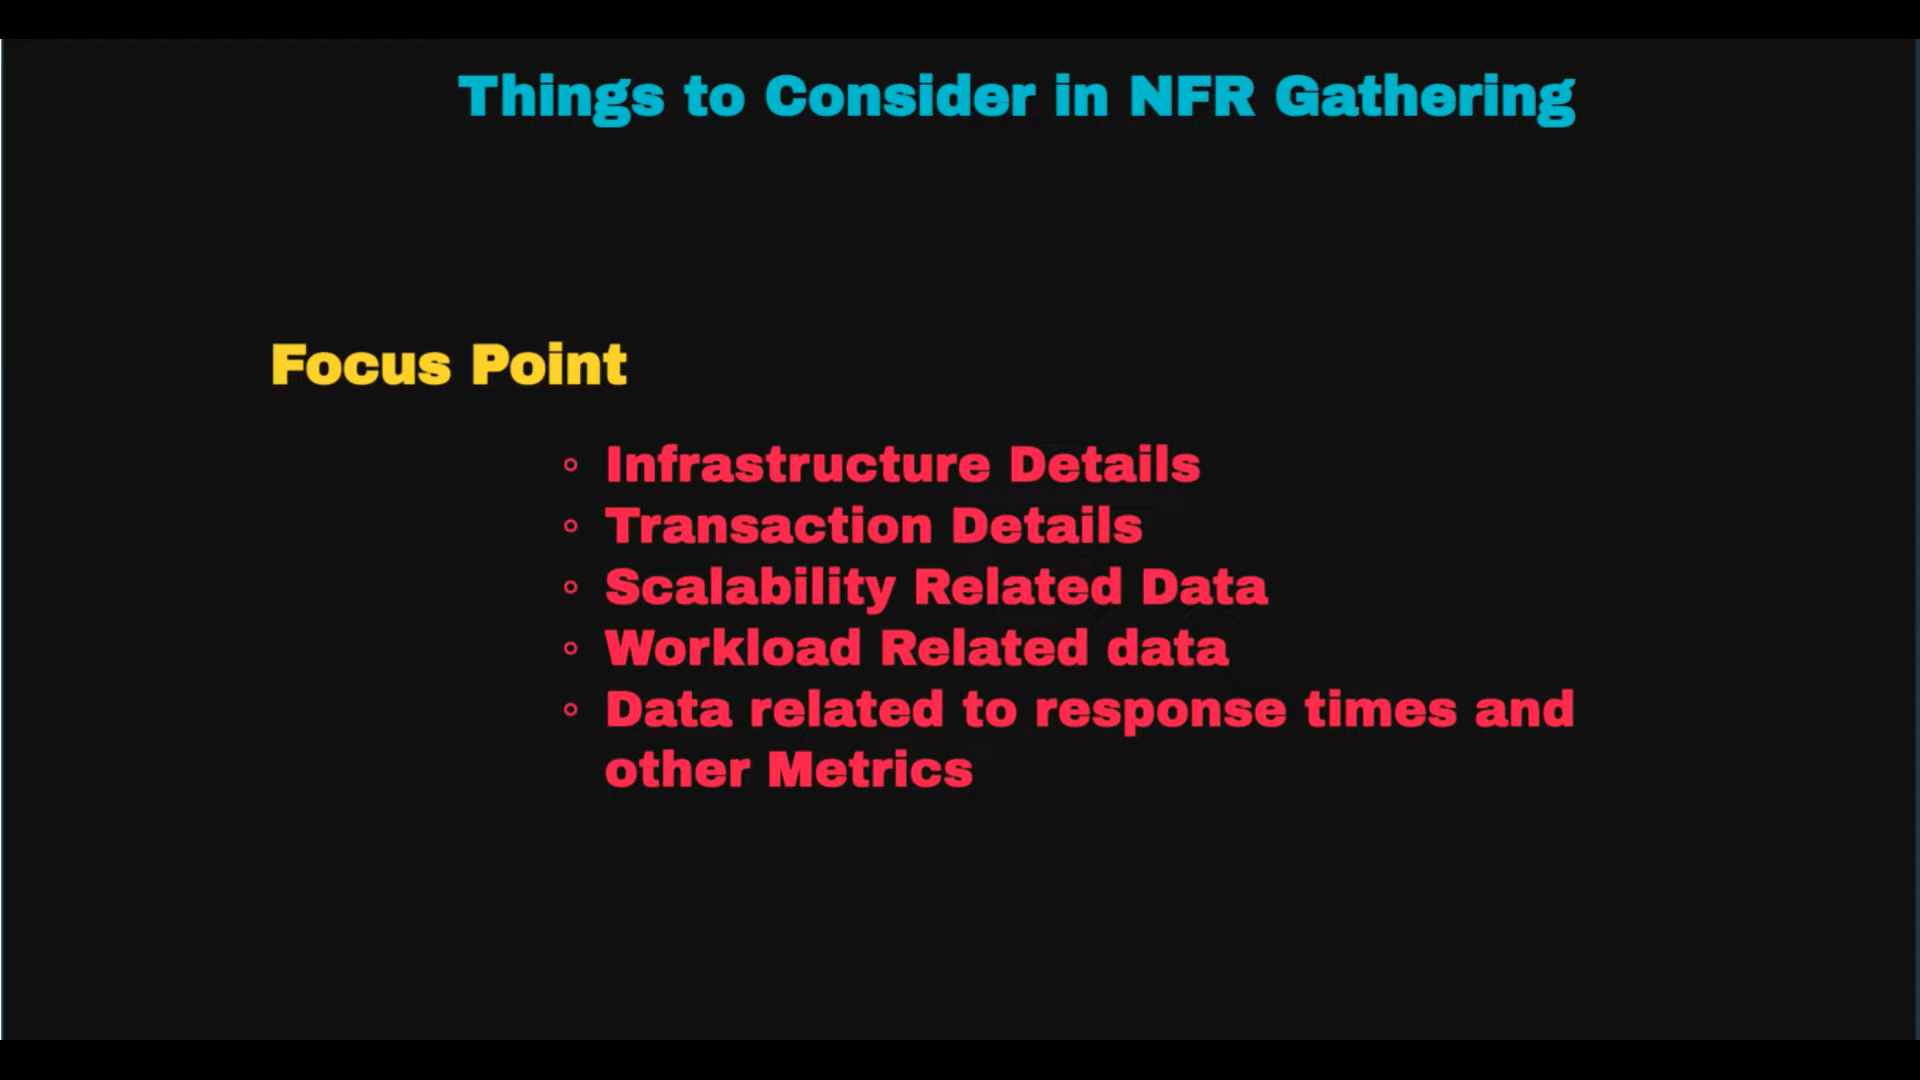 Things to Consider in NFR Gathering
Focus Point
Infrastructure Details
Transaction Details
Scalability Related Data
Workload Related data
Data related to response times and
other Metrics